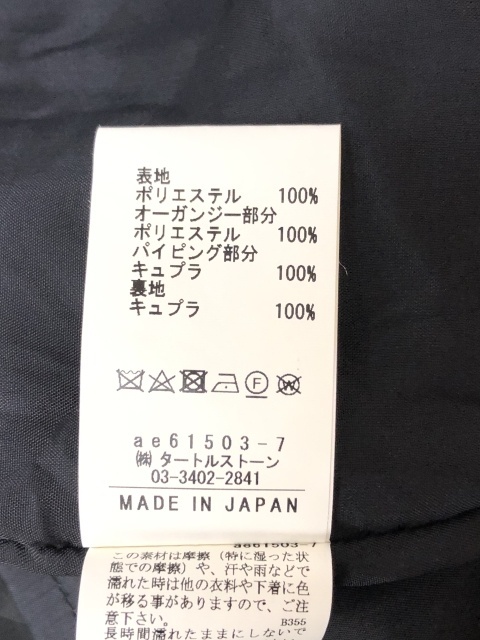 表地
ポリエステル 100%
オーガンジー部分
ポリエステル 100%
パイピング部分
キュプラ 100%
裏地
キュプラ 100%
F
W
ae61503-7
㈱タートルストーン
03-3402-2841
MADE IN JAPAN
ae61503-7
この素材は摩擦（特に湿った状
態での摩擦）や、汗や雨などで
濡れた時は他の衣料や下着に色
が移る事がありますので、ご注
意下さい。 B355
長時間濡れたままにしないで